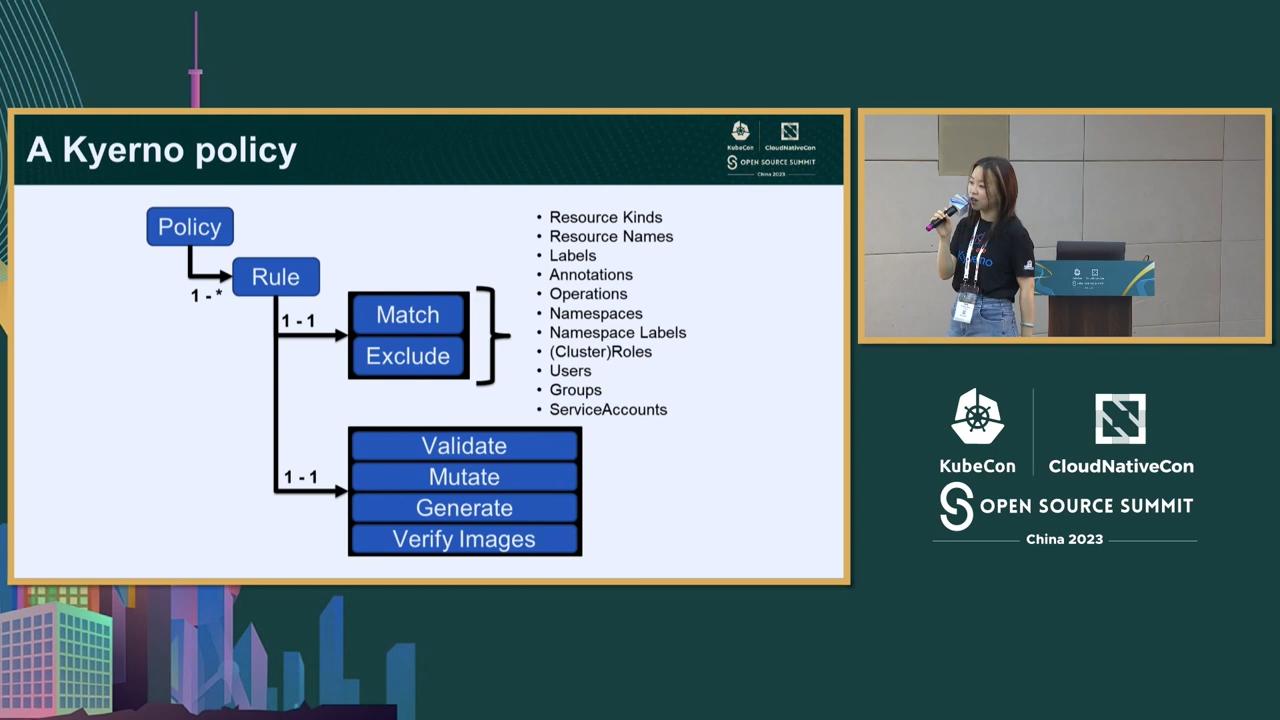 A Kyerno policy
KubeCon
CloudNativeCon
OPEN SOURCE SUMMIT
China 2023
Policy
Rule
1 - *
1 - 1
Match
Exclude
• Resource Kinds
• Resource Names
• Labels
• Annotations
• Operations
• Namespaces
• Namespace Labels
• (Cluster)Roles
• Users
• Groups
• ServiceAccounts
1 - 1
Validate
Mutate
Generate
Verify Images
KubeCon
CloudNativeCon
OPEN SOURCE SUMMIT
China 2023